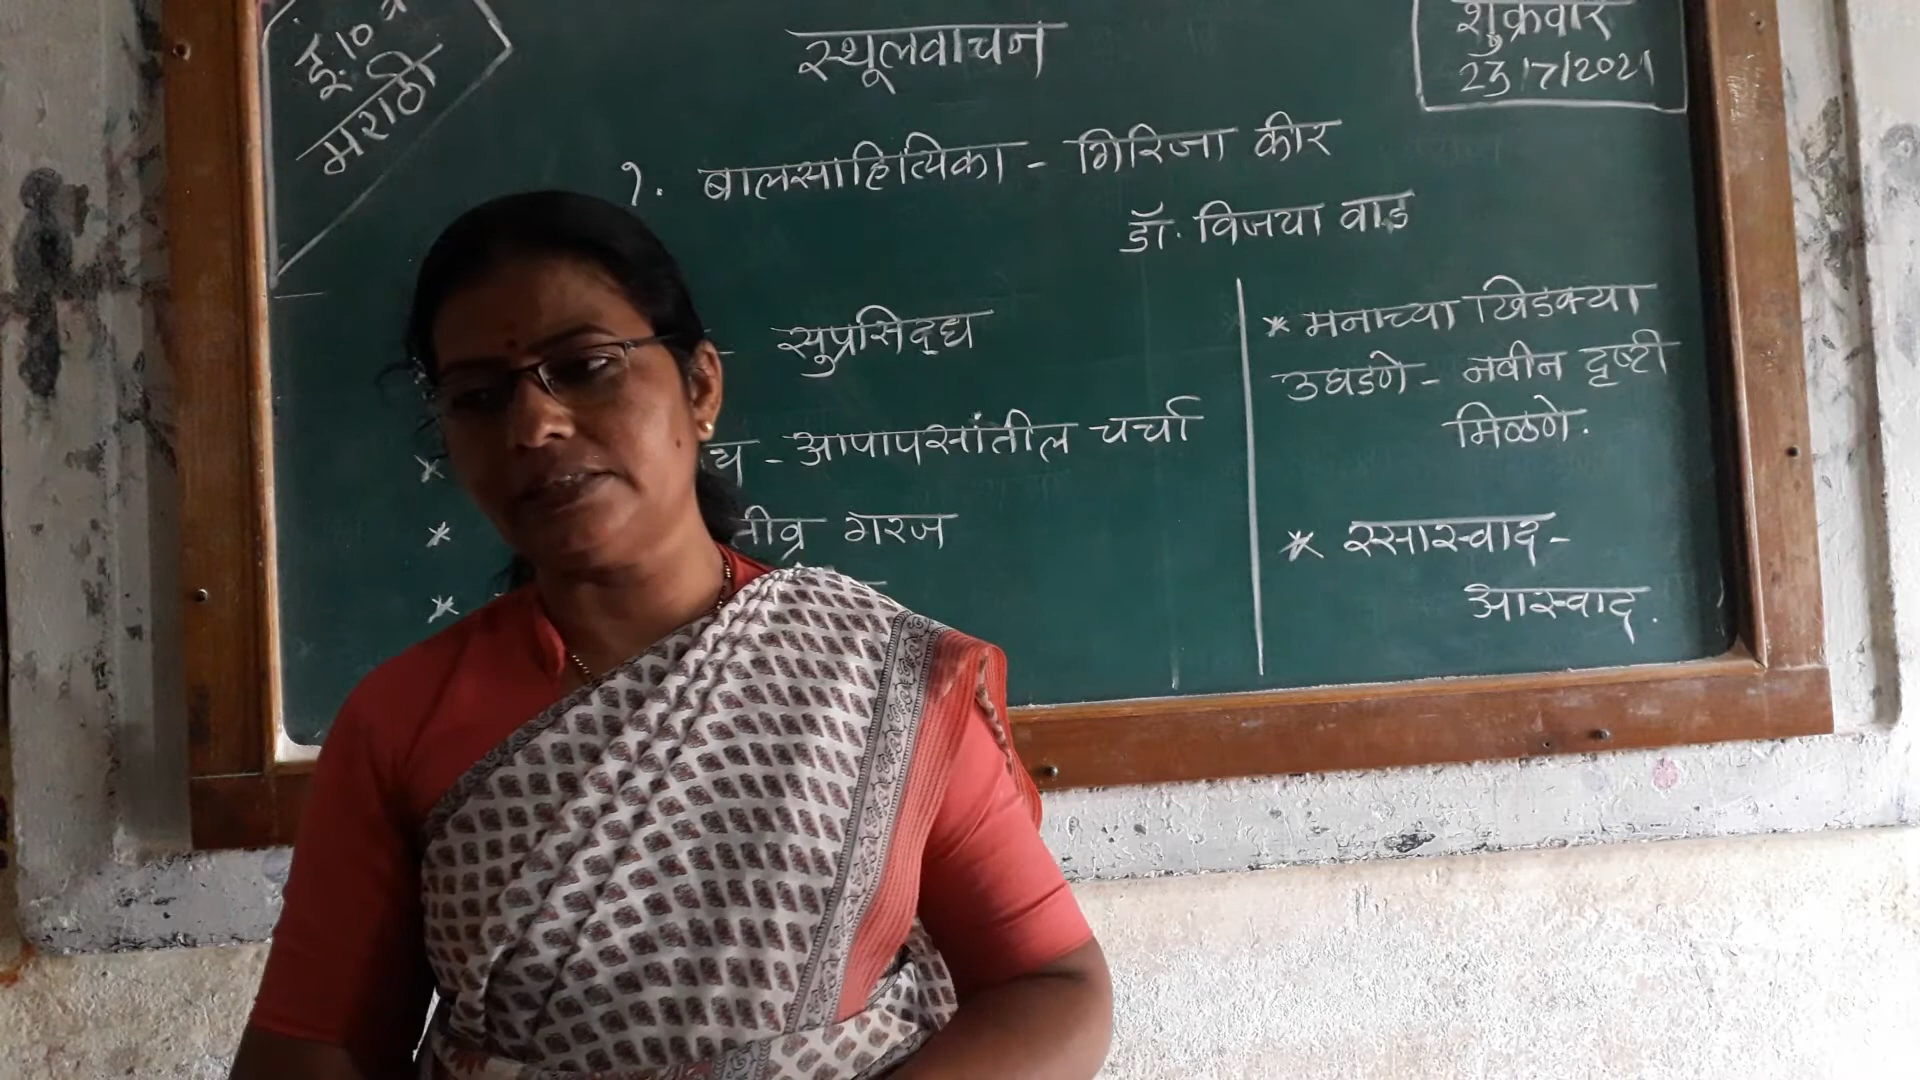 इ. १० वी
मराठी
स्थूलवाचन
शुक्रवार
23/7/2021
१. बालसाहित्यिका - गिरिजा कीर
डॉ. विजया वाड
- सुप्रसिद्ध
* - आपापसांतील चर्चा
* तीव्र गरज
*
* मनाच्या खिडक्या
उघडणे - नवीन दृष्टी
मिळणे.
* रसास्वाद -
आस्वाद.